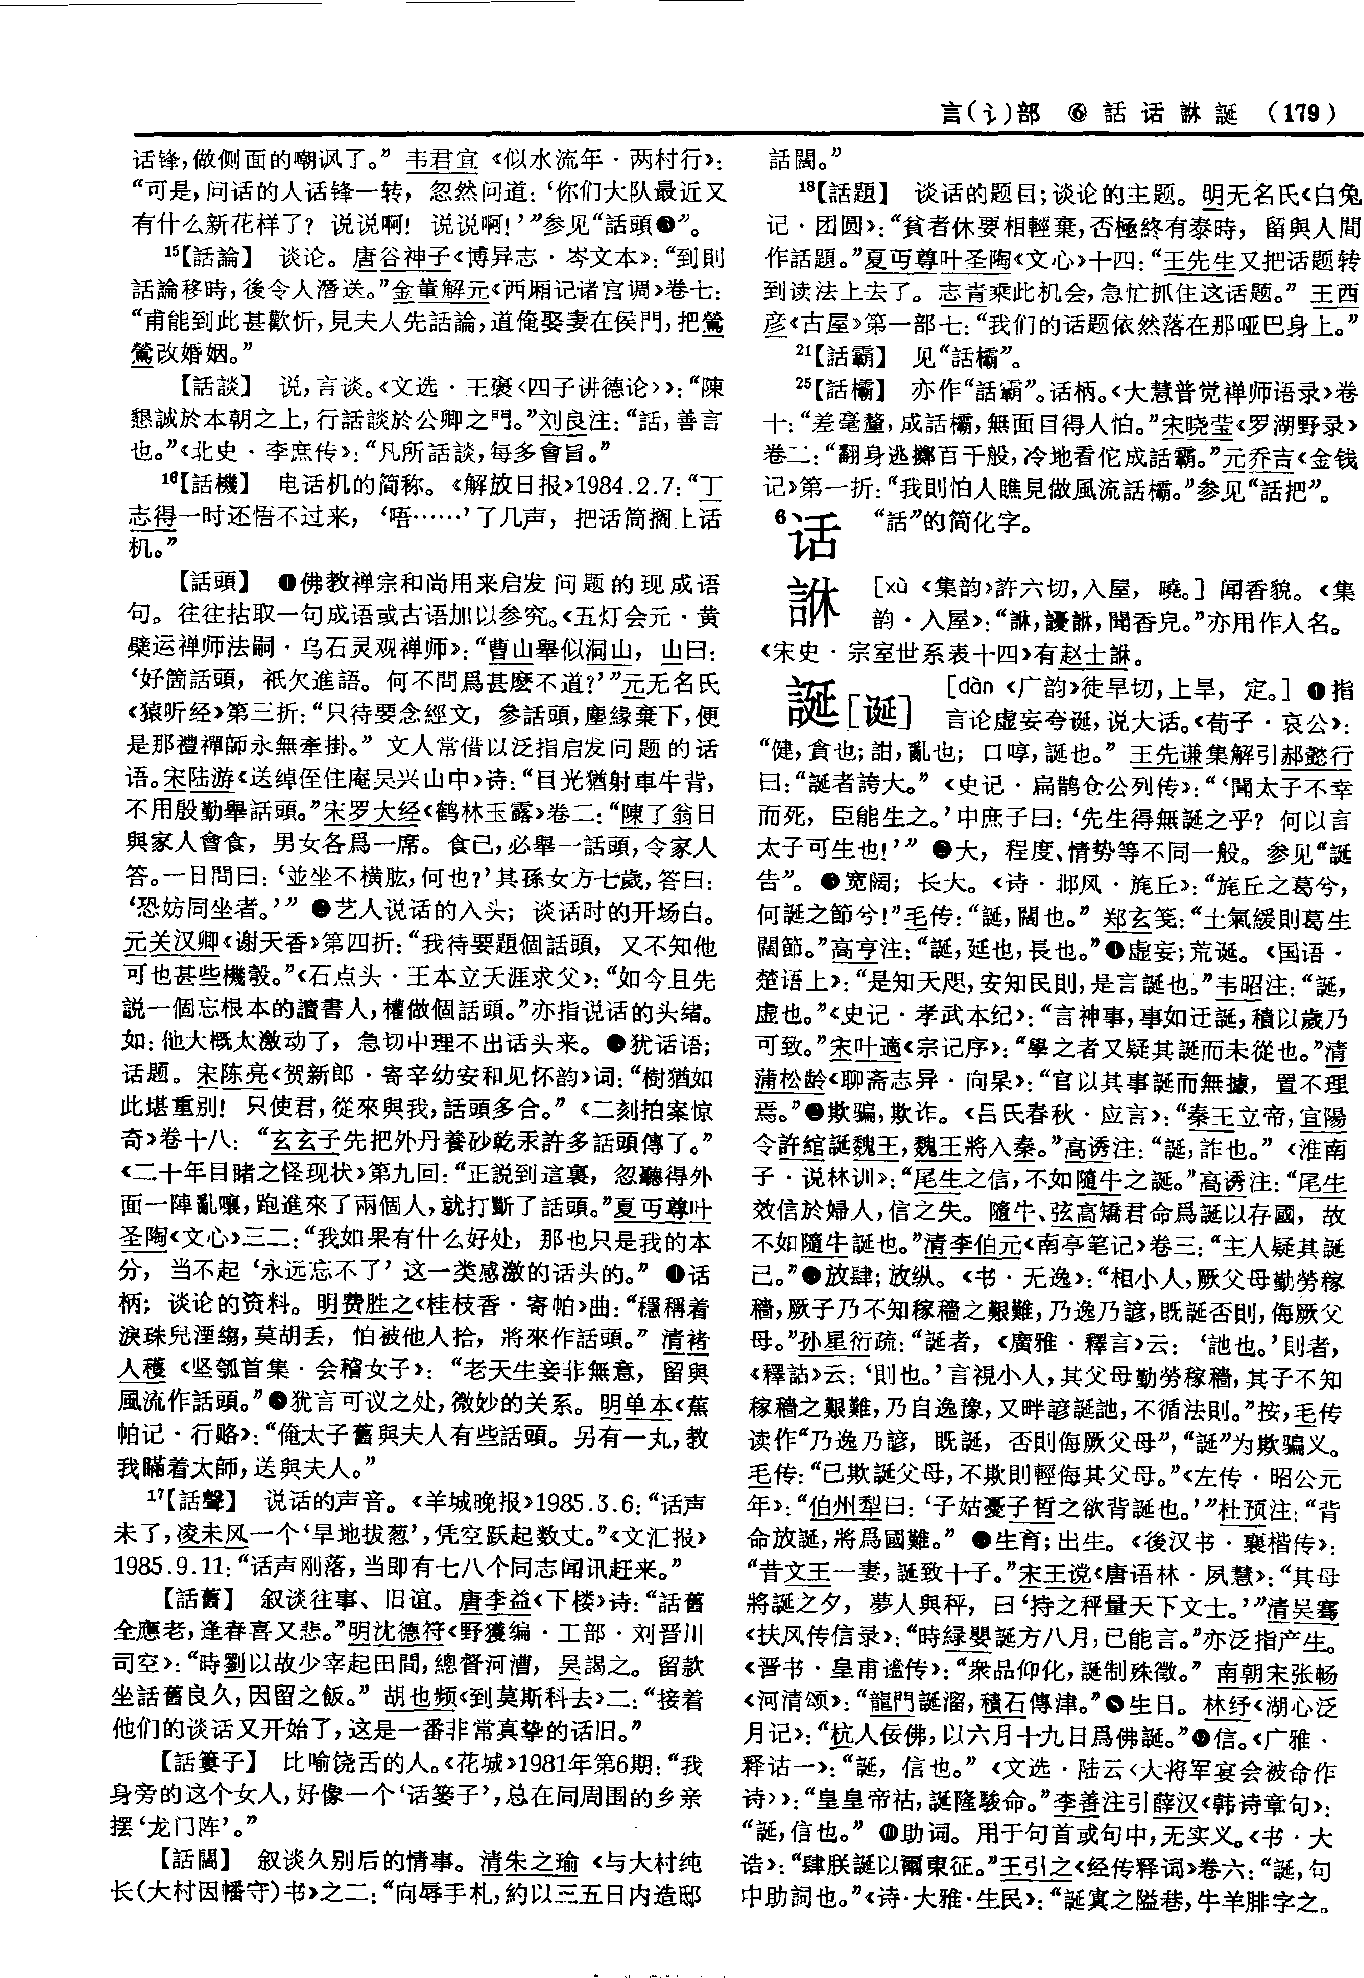 言(讠)部 ⑥ 話 话 訹 誕 (179)
话锋,做侧面的嘲讽了。”韦君宜《似水流年·两村行》:
“可是,问话的人话锋一转,忽然问道:‘你们大队最近又
有什么新花样了?说说啊!说说啊!’”参见“話頭❸”。
15【話論】 谈论。唐谷神子《博异志·岑文本》:“到則
話論移時,後令人潛送。”金董解元《西厢记诸宫调》卷七:
“甫能到此甚歡忻,見夫人先話論,道俺娶妻在侯門,把鶯
鶯改婚姻。”
【話談】 说,言谈。《文选·王褒〈四子讲德论〉》:“陳
懇誠於本朝之上,行話談於公卿之門。”刘良注:“話,善言
也。”《北史·李庶传》:“凡所話談,每多會旨。”
16【話機】 电话机的简称。《解放日报》1984.2.7:“丁
志得一时还悟不过来,‘唔……’了几声,把话筒搁上话
机。”
【話頭】 ❶佛教禅宗和尚用来启发问题的现成语
句。往往拈取一句成语或古语加以参究。《五灯会元·黄
檗运禅师法嗣·乌石灵观禅师》:“曹山舉似洞山,山曰:
‘好箇話頭,衹欠進語。何不問爲甚麽不道?’”元无名氏
《猿听经》第三折:“只待要念經文,參話頭,塵緣棄下,便
是那禮禪師永無牽掛。”文人常借以泛指启发问题的话
语。宋陆游《送绰侄住庵吴兴山中》诗:“目光猶射車牛背,
不用殷勤舉話頭。”宋罗大经《鹤林玉露》卷二:“陳了翁日
與家人會食,男女各爲一席。食已,必舉一話頭,令家人
答。一日問曰:‘並坐不横肱,何也?’其孫女方七歲,答曰:
‘恐妨同坐者。’”❷艺人说话的入头;谈话时的开场白。
元关汉卿《谢天香》第四折:“我待要題個話頭,又不知他
可也甚些機彀。”《石点头·王本立天涯求父》:“如今且先
説一個忘根本的讀書人,權做個話頭。”亦指说话的头绪。
如:他大概太激动了,急切中理不出话头来。❸犹话语;
话题。宋陈亮《贺新郎·寄辛幼安和见怀韵》词:“樹猶如
此堪重别!只使君,從來與我,話頭多合。”《二刻拍案惊
奇》卷十八:“玄玄子先把外丹養砂乾汞許多話頭傳了。”
《二十年目睹之怪现状》第九回:“正説到這裏,忽聽得外
面一陣亂嚷,跑進來了兩個人,就打斷了話頭。”夏丏尊叶
圣陶《文心》三二:“我如果有什么好处,那也只是我的本
分,当不起‘永远忘不了’这一类感激的话头的。”❹话
柄;谈论的资料。明费胜之《桂枝香·寄帕》曲:“穩稱着
淚珠兒湮縐,莫胡丢,怕被他人拾,將來作話頭。”清褚
人穫《坚瓠首集·会稽女子》:“老天生妾非無意,留與
風流作話頭。”❺犹言可议之处,微妙的关系。明单本《蕉
帕记·行赂》:“俺太子舊與夫人有些話頭。另有一丸,教
我瞞着太師,送與夫人。”
17【話聲】 说话的声音。《羊城晚报》1985.3.6:“话声
未了,凌未风一个‘旱地拔葱’,凭空跃起数丈。”《文汇报》
1985.9.11:“话声刚落,当即有七八个同志闻讯赶来。”
【話舊】 叙谈往事、旧谊。唐李益《下楼》诗:“話舊
全應老,逢春喜又悲。”明沈德符《野獲编·工部·刘晋川
司空》:“時劉以故少宰起田間,總督河漕,吴謁之。留款
坐話舊良久,因留之飯。”胡也频《到莫斯科去》二:“接着
他们的谈话又开始了,这是一番非常真挚的话旧。”
【話簍子】 比喻饶舌的人。《花城》1981年第6期:“我
身旁的这个女人,好像一个‘话篓子’,总在同周围的乡亲
摆‘龙门阵’。”
【話闊】 叙谈久别后的情事。清朱之瑜《与大村纯
长(大村因幡守)书》之二:“向辱手札,約以三五日内造邸
話闊。”
18【話題】 谈话的题目;谈论的主题。明无名氏《白兔
记·团圆》:“貧者休要相輕棄,否極終有泰時,留與人間
作話題。”夏丏尊叶圣陶《文心》十四:“王先生又把话题转
到读法上去了。志青乘此机会,急忙抓住这话题。”王西
彦《古屋》第一部七:“我们的话题依然落在那哑巴身上。”
21【話霸】 见“話欛”。
25【話欛】 亦作“話霸”。话柄。《大慧普觉禅师语录》卷
十:“差毫釐,成話欛,無面目得人怕。”宋晓莹《罗湖野录》
卷二:“翻身逃擲百千般,冷地看佗成話霸。”元乔吉《金钱
记》第一折:“我則怕人瞧見做風流話欛。”参见“話把”。
6话 “話”的简化字。
訹 [xù 《集韵》許六切,入屋,曉。]闻香貌。《集
韵·入屋》:“訹,謏訹,聞香皃。”亦用作人名。
《宋史·宗室世系表十四》有赵士訹。
誕[诞] [dàn 《广韵》徒旱切,上旱,定。]❶指
言论虚妄夸诞,说大话。《荀子·哀公》:
“健,貪也;詌,亂也;口啍,誕也。”王先谦集解引郝懿行
曰:“誕者誇大。”《史记·扁鹊仓公列传》:“‘聞太子不幸
而死,臣能生之。’中庶子曰:‘先生得無誕之乎?何以言
太子可生也!’”❷大,程度、情势等不同一般。参见“誕
告”。❸宽阔;长大。《诗·邶风·旄丘》:“旄丘之葛兮,
何誕之節兮!”毛传:“誕,闊也。”郑玄笺:“土氣緩則葛生
闊節。”高亨注:“誕,延也,長也。”❹虚妄;荒诞。《国语·
楚语上》:“是知天咫,安知民則,是言誕也。”韦昭注:“誕,
虚也。”《史记·孝武本纪》:“言神事,事如迂誕,積以歲乃
可致。”宋叶適《宗记序》:“學之者又疑其誕而未從也。”清
蒲松龄《聊斋志异·向杲》:“官以其事誕而無據,置不理
焉。”❺欺骗,欺诈。《吕氏春秋·应言》:“秦王立帝,宜陽
令許綰誕魏王,魏王將入秦。”高诱注:“誕,詐也。”《淮南
子·说林训》:“尾生之信,不如隨牛之誕。”高诱注:“尾生
效信於婦人,信之失。隨牛、弦高矯君命爲誕以存國,故
不如隨牛誕也。”清李伯元《南亭笔记》卷三:“主人疑其誕
己。”❻放肆;放纵。《书·无逸》:“相小人,厥父母勤勞稼
穡,厥子乃不知稼穡之艱難,乃逸乃諺,既誕否則,侮厥父
母。”孙星衍疏:“誕者,《廣雅·釋言》云:‘訑也。’則者,
《釋詁》云:‘則也。’言視小人,其父母勤勞稼穡,其子不知
稼穡之艱難,乃自逸豫,又畔諺誕訑,不循法則。”按,毛传
读作“乃逸乃諺,既誕,否則侮厥父母”,“誕”为欺骗义。
毛传:“已欺誕父母,不欺則輕侮其父母。”《左传·昭公元
年》:“伯州犁曰:‘子姑憂子晳之欲背誕也。’”杜预注:“背
命放誕,將爲國難。”❼生育;出生。《後汉书·襄楷传》:
“昔文王一妻,誕致十子。”宋王谠《唐语林·夙慧》:“其母
將誕之夕,夢人與秤,曰‘持之秤量天下文士。’”清吴骞
《扶风传信录》:“時緑嬰誕方八月,已能言。”亦泛指产生。
《晋书·皇甫谧传》:“衆品仰化,誕制殊徵。”南朝宋张畅
《河清颂》:“龍門誕溜,積石傳津。”❽生日。林纾《湖心泛
月记》:“杭人佞佛,以六月十九日爲佛誕。”❾信。《广雅·
释诂一》:“誕,信也。”《文选·陆云〈大将军宴会被命作
诗〉》:“皇皇帝祜,誕隆駿命。”李善注引薛汉《韩诗章句》:
“誕,信也。”❿助词。用于句首或句中,无实义。《书·大
诰》:“肆朕誕以爾東征。”王引之《经传释词》卷六:“誕,句
中助詞也。”《诗·大雅·生民》:“誕寘之隘巷,牛羊腓字之。